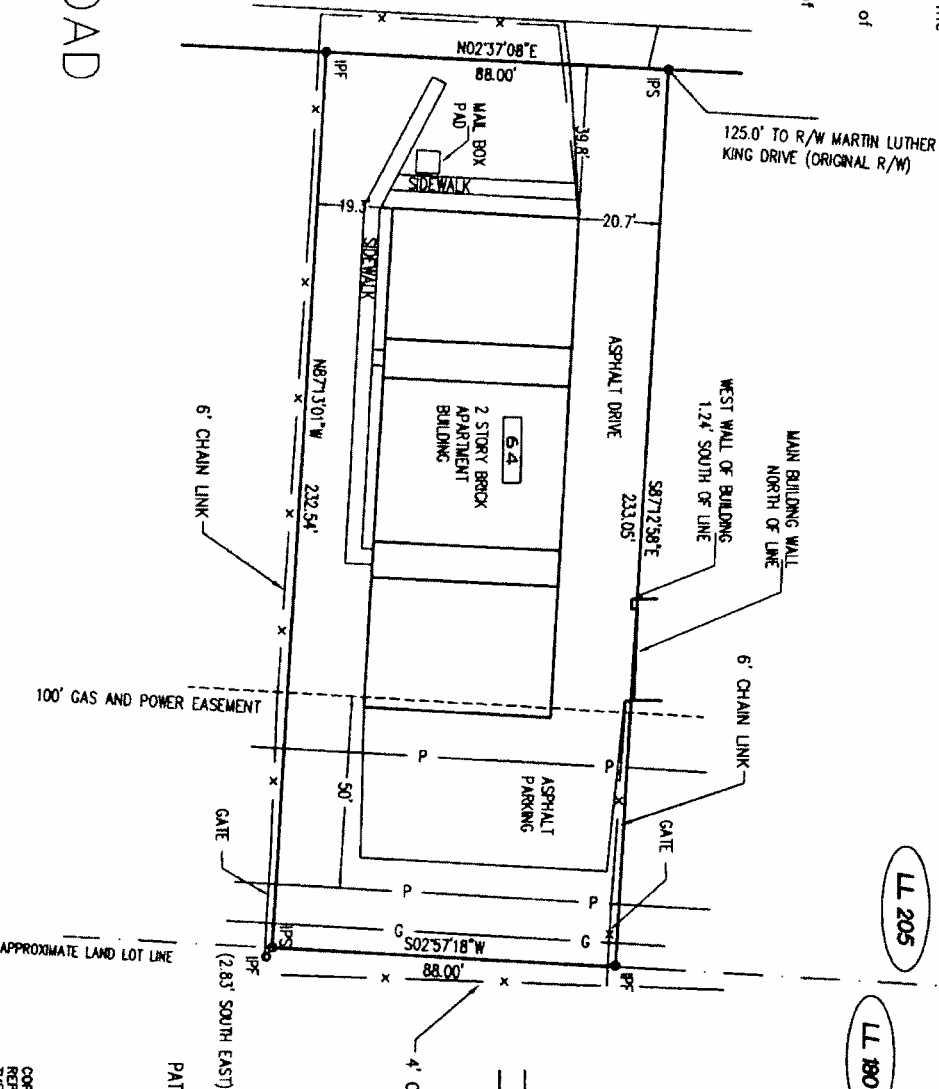 of
OAD
N02°37'08"E
88.00'
IPF
IPS
125.0' TO R/W MARTIN LUTHER
KING DRIVE (ORIGINAL R/W)
39.8'
MAIL BOX
PAD
SIDEWALK
19.3'
20.7'
SIDEWALK
ASPHALT DRIVE
WEST WALL OF BUILDING
1.24' SOUTH OF LINE
MAIN BUILDING WALL
NORTH OF LINE
S87°12'58"E
233.05'
64
2 STORY BRICK
APARTMENT
BUILDING
N87°13'01"W
232.54'
6' CHAIN LINK
6' CHAIN LINK
100' GAS AND POWER EASEMENT
P
P
50'
ASPHALT
PARKING
GATE
GATE
P
P
G
G
LL 205
S02°57'18"W
88.00'
IPS
IPF
IPF
(2.83' SOUTH EAST)
APPROXIMATE LAND LOT LINE
LL 180
4' C
PAT